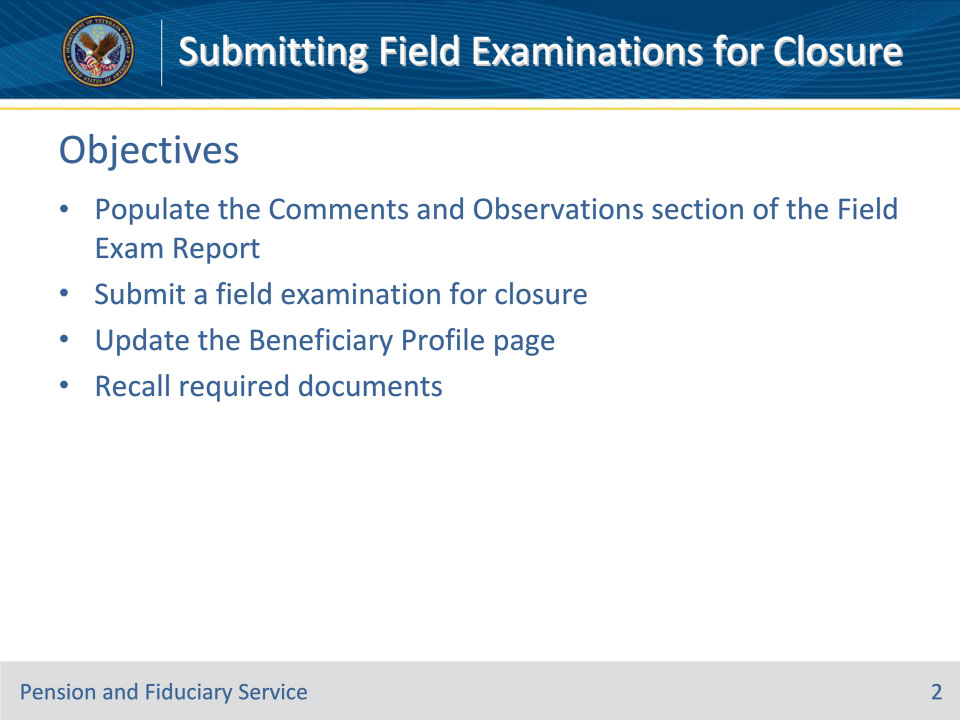 Submitting Field Examinations for Closure
Objectives
• Populate the Comments and Observations section of the Field
Exam Report
• Submit a field examination for closure
• Update the Beneficiary Profile page
• Recall required documents
Pension and Fiduciary Service
2